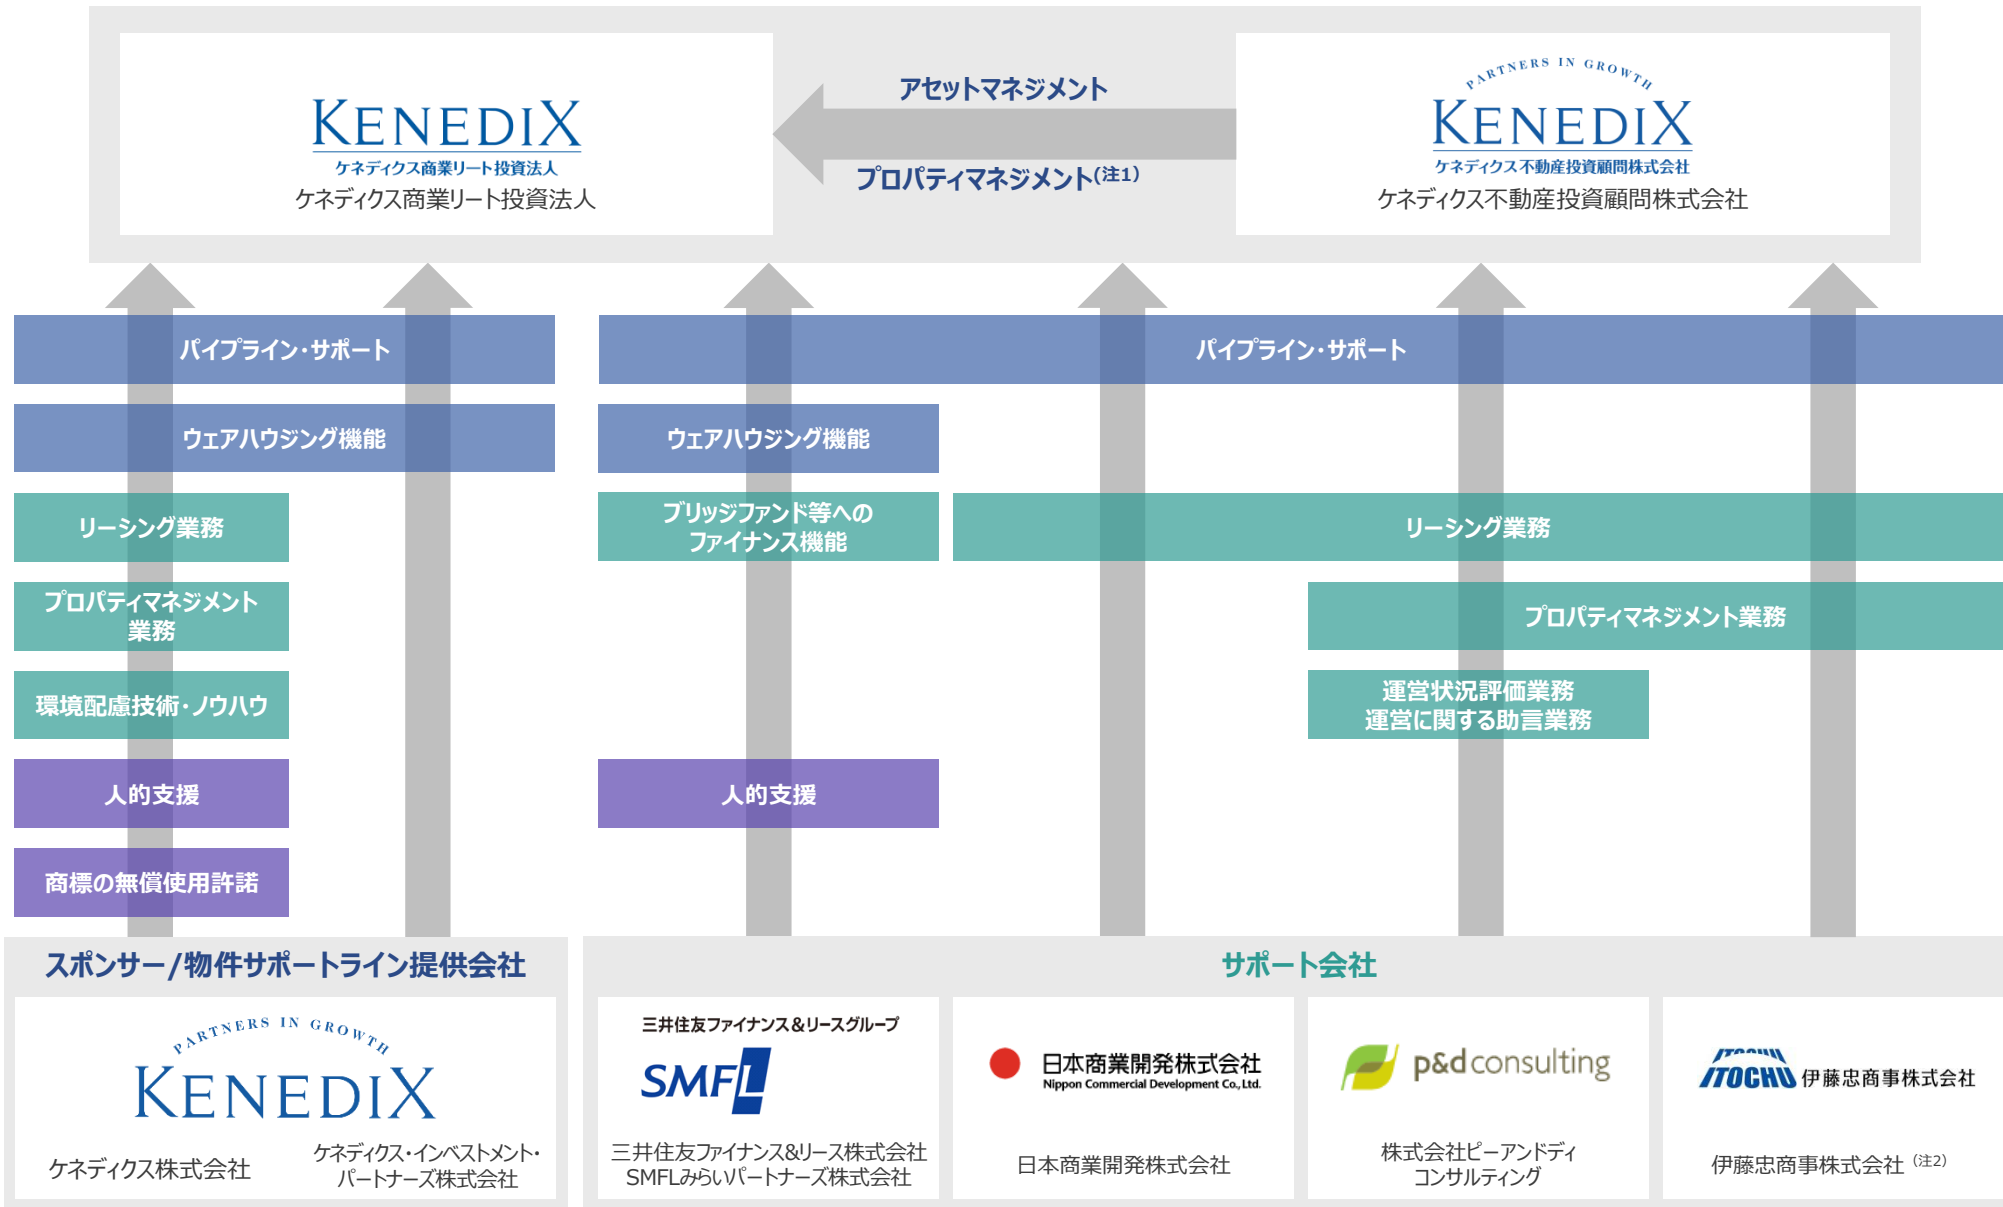 KENEDIX
ケネディクス商業リート投資法人
ケネディクス商業リート投資法人
アセットマネジメント
プロパティマネジメント(注1)
PARTNERS IN GROWTH
KENEDIX
ケネディクス不動産投資顧問株式会社
ケネディクス不動産投資顧問株式会社
パイプライン・サポート
パイプライン・サポート
ウェアハウジング機能
ウェアハウジング機能
リーシング業務
ブリッジファンド等への
ファイナンス機能
リーシング業務
プロパティマネジメント
業務
プロパティマネジメント業務
環境配慮技術・ノウハウ
運営状況評価業務
運営に関する助言業務
人的支援
人的支援
商標の無償使用許諾
スポンサー/物件サポートライン提供会社
サポート会社
PARTNERS IN GROWTH
KENEDIX
ケネディクス株式会社
ケネディクス・インベストメント・
パートナーズ株式会社
三井住友ファイナンス&リースグループ
SMFL
三井住友ファイナンス&リース株式会社
SMFLみらいパートナーズ株式会社
日本商業開発株式会社
Nippon Commercial Development Co., Ltd.
日本商業開発株式会社
p&d consulting
株式会社ピーアンドディ
コンサルティング
ITOCHU
ITOCHU 伊藤忠商事株式会社
伊藤忠商事株式会社(注2)